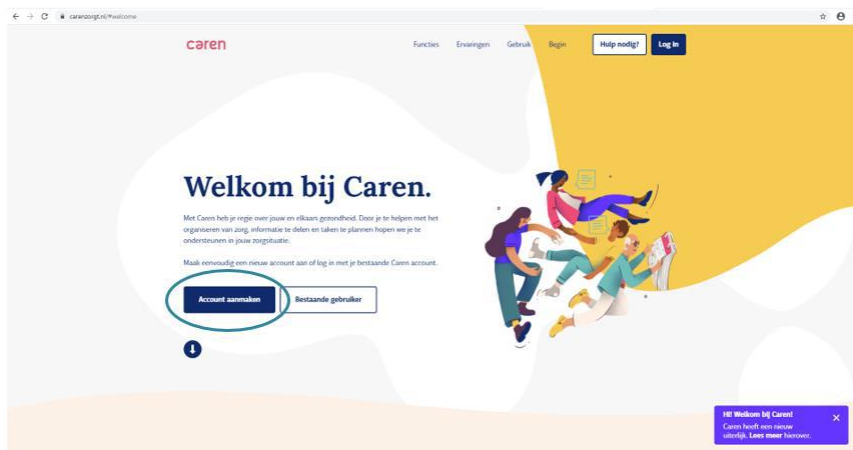 carenzorgt.nl/#welcome
caren
Functies Ervaringen Gebruik Begin Hulp nodig? Log in
Welkom bij Caren.
Met Caren heb je regie over jouw en elkaars gezondheid. Door je te helpen met het
organiseren van zorg, informatie te delen en taken te plannen hopen we je te
ondersteunen in jouw zorgsituatie.
Maak eenvoudig een nieuw account aan of log in met je bestaande Caren account.
Account aanmaken Bestaande gebruiker
Hi! Welkom bij Caren!
Caren heeft een nieuw
uiterlijk. Lees meer hierover.